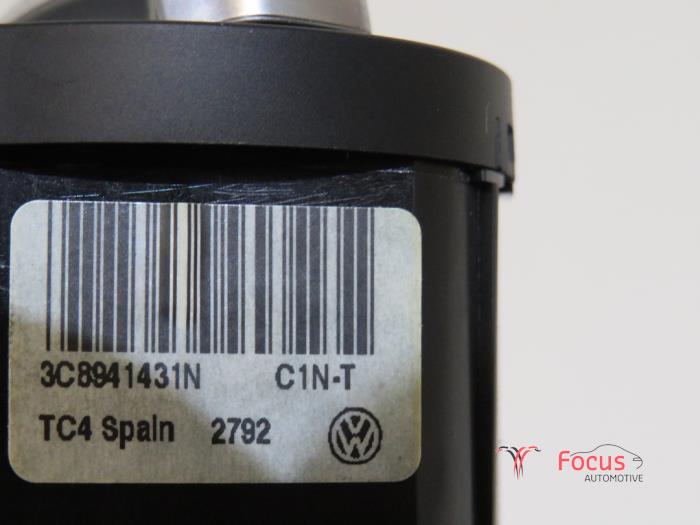 3C8941431N C1N-T
TC4 Spain 2792
Focus
AUTOMOTIVE